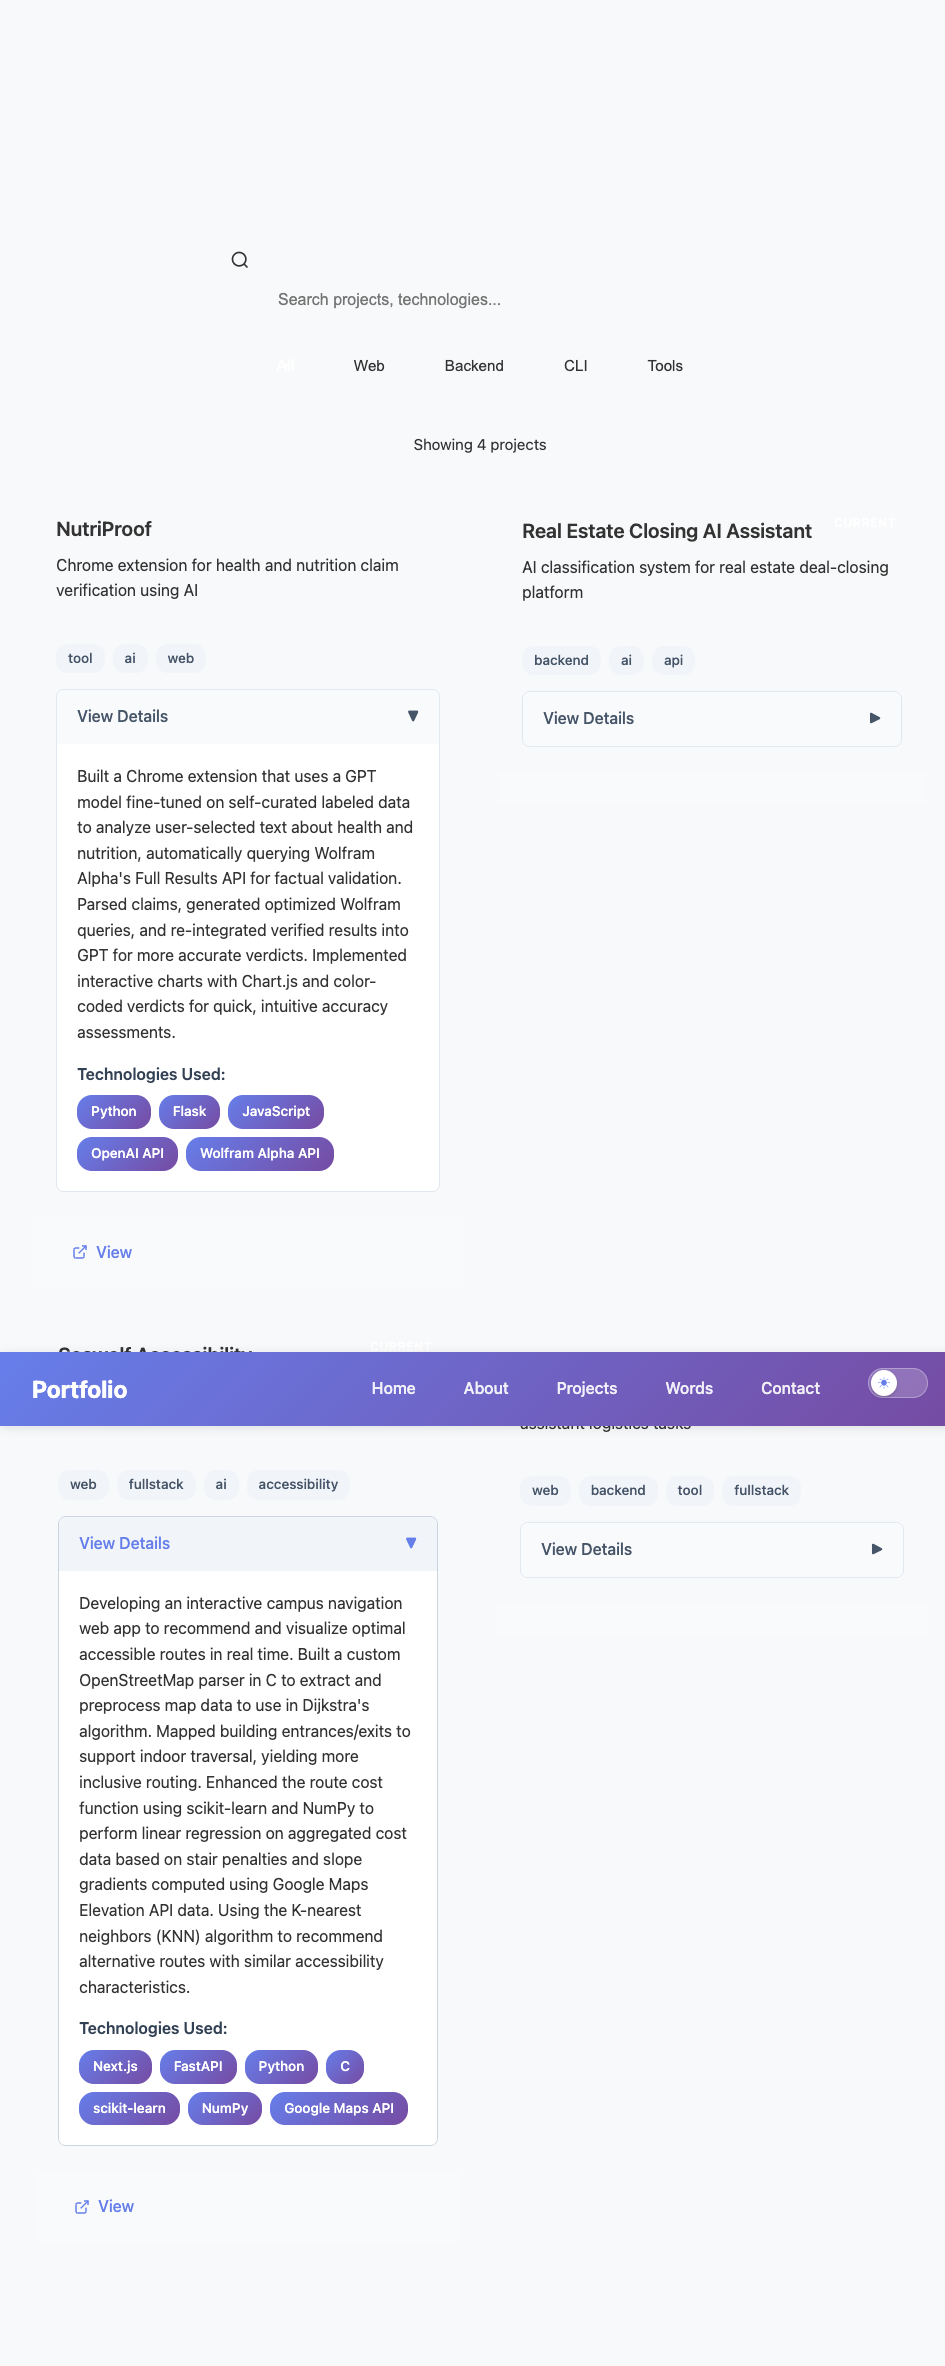 Search projects, technologies...
All
Web
Backend
CLI
Tools
Showing 4 projects
NutriProof
Chrome extension for health and nutrition claim
verification using AI
tool
ai
web
View Details
Built a Chrome extension that uses a GPT
model fine-tuned on self-curated labeled data
to analyze user-selected text about health and
nutrition, automatically querying Wolfram
Alpha's Full Results API for factual validation.
Parsed claims, generated optimized Wolfram
queries, and re-integrated verified results into
GPT for more accurate verdicts. Implemented
interactive charts with Chart.js and color-
coded verdicts for quick, intuitive accuracy
assessments.
Technologies Used:
Python
Flask
JavaScript
OpenAI API
Wolfram Alpha API
View
CURRENT
Real Estate Closing AI Assistant
AI classification system for real estate deal-closing
platform
backend
ai
api
View Details
CURRENT
Portfolio
Home
About
Projects
Words
Contact
web
fullstack
ai
accessibility
View Details
Developing an interactive campus navigation
web app to recommend and visualize optimal
accessible routes in real time. Built a custom
OpenStreetMap parser in C to extract and
preprocess map data to use in Dijkstra's
algorithm. Mapped building entrances/exits to
support indoor traversal, yielding more
inclusive routing. Enhanced the route cost
function using scikit-learn and NumPy to
perform linear regression on aggregated cost
data based on stair penalties and slope
gradients computed using Google Maps
Elevation API data. Using the K-nearest
neighbors (KNN) algorithm to recommend
alternative routes with similar accessibility
characteristics.
Technologies Used:
Next.js
FastAPI
Python
C
scikit-learn
NumPy
Google Maps API
View
assistant logistics tasks
web
backend
tool
fullstack
View Details